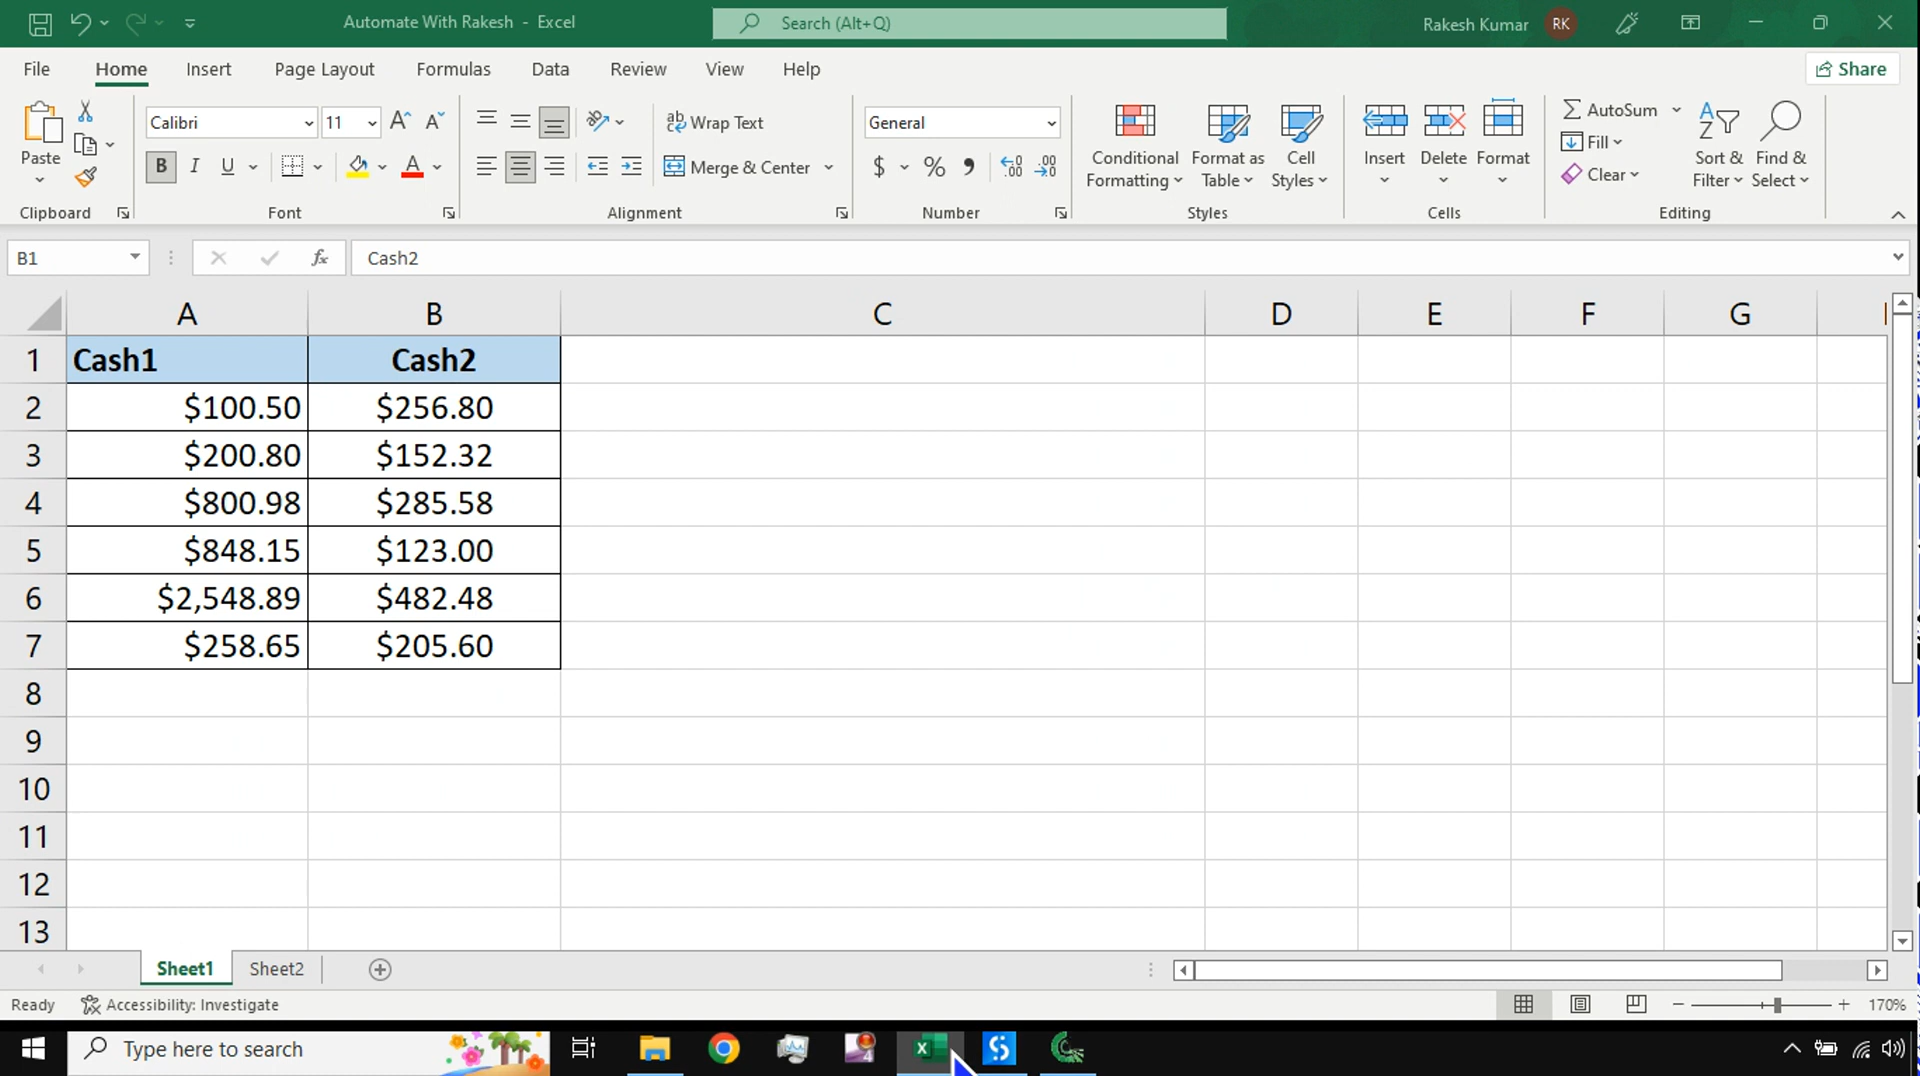 Automate With Rakesh - Excel
Search (Alt+Q)
Rakesh Kumar RK
File Home Insert Page Layout Formulas Data Review View Help
Share
Paste
Calibri 11
B I U
Wrap Text
Merge & Center
General
$ % 
Conditional Formatting
Format as Table
Cell Styles
Insert Delete Format
AutoSum
Fill
Clear
Sort & Filter
Find & Select
Clipboard Font Alignment Number Styles Cells Editing
B1 fx Cash2
A B C D E F G
1 Cash1 Cash2
2 $100.50 $256.80
3 $200.80 $152.32
4 $800.98 $285.58
5 $848.15 $123.00
6 $2,548.89 $482.48
7 $258.65 $205.60
8
9
10
11
12
13
Sheet1 Sheet2
Ready Accessibility: Investigate 170%
Type here to search